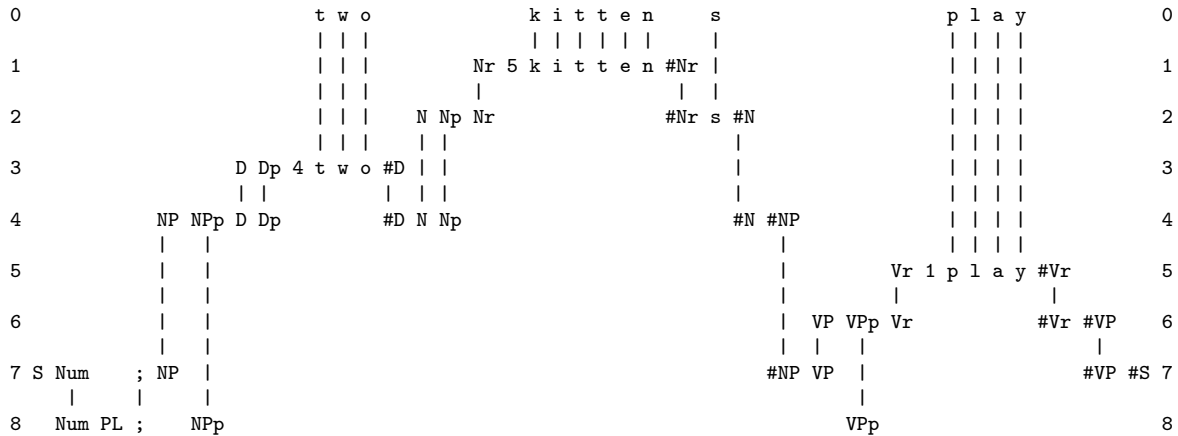 0 t w o k i t t e n s p l a y 0
| | | | | | | | | | | | | |
1 | | | Nr 5 k i t t e n #Nr | | | | | 1
| | | | | | | | | |
2 | | | N Np Nr #Nr s #N | | | | 2
| | | | | | | | | |
3 D Dp 4 t w o #D | | | | | | | 3
| | | | | | | | | |
4 NP NPp D Dp #D N Np #N #NP | | | | 4
| | | | | | |
5 | | | Vr 1 p l a y #Vr 5
| | | | |
6 | | | VP VPp Vr #Vr #VP 6
| | | | | |
7 S Num ; NP | #NP VP | #VP #S 7
| | | |
8 Num PL ; NPp VPp 8